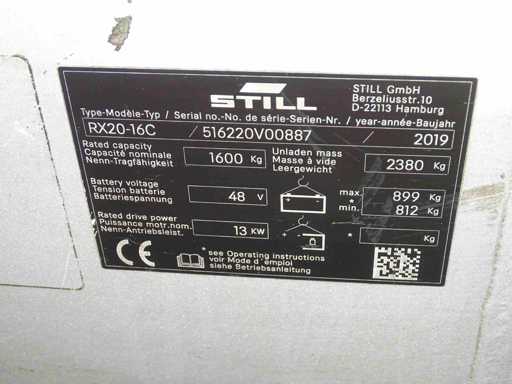 STILL
STILL GmbH
Berzeliusstr.10
D-22113 Hamburg
Type-Modèle-Typ / Serial no.-No. de série-Serien-Nr. / year-année-Baujahr
RX20-16C / 516220V00887 / 2019
Rated capacity
Capacité nominale
Nenn-Tragfähigkeit
1600 Kg
Unladen mass
Masse à vide
Leergewicht
2380 Kg
Battery voltage
Tension batterie
Batteriespannung
48 V
max. 899 Kg
*
min. 812 Kg
Rated drive power
Puissance motr.nom.
Nenn-Antriebsleist.
13 KW
* Kg
CE
*see Operating instructions
voir Mode d'emploi
siehe Betriebsanleitung